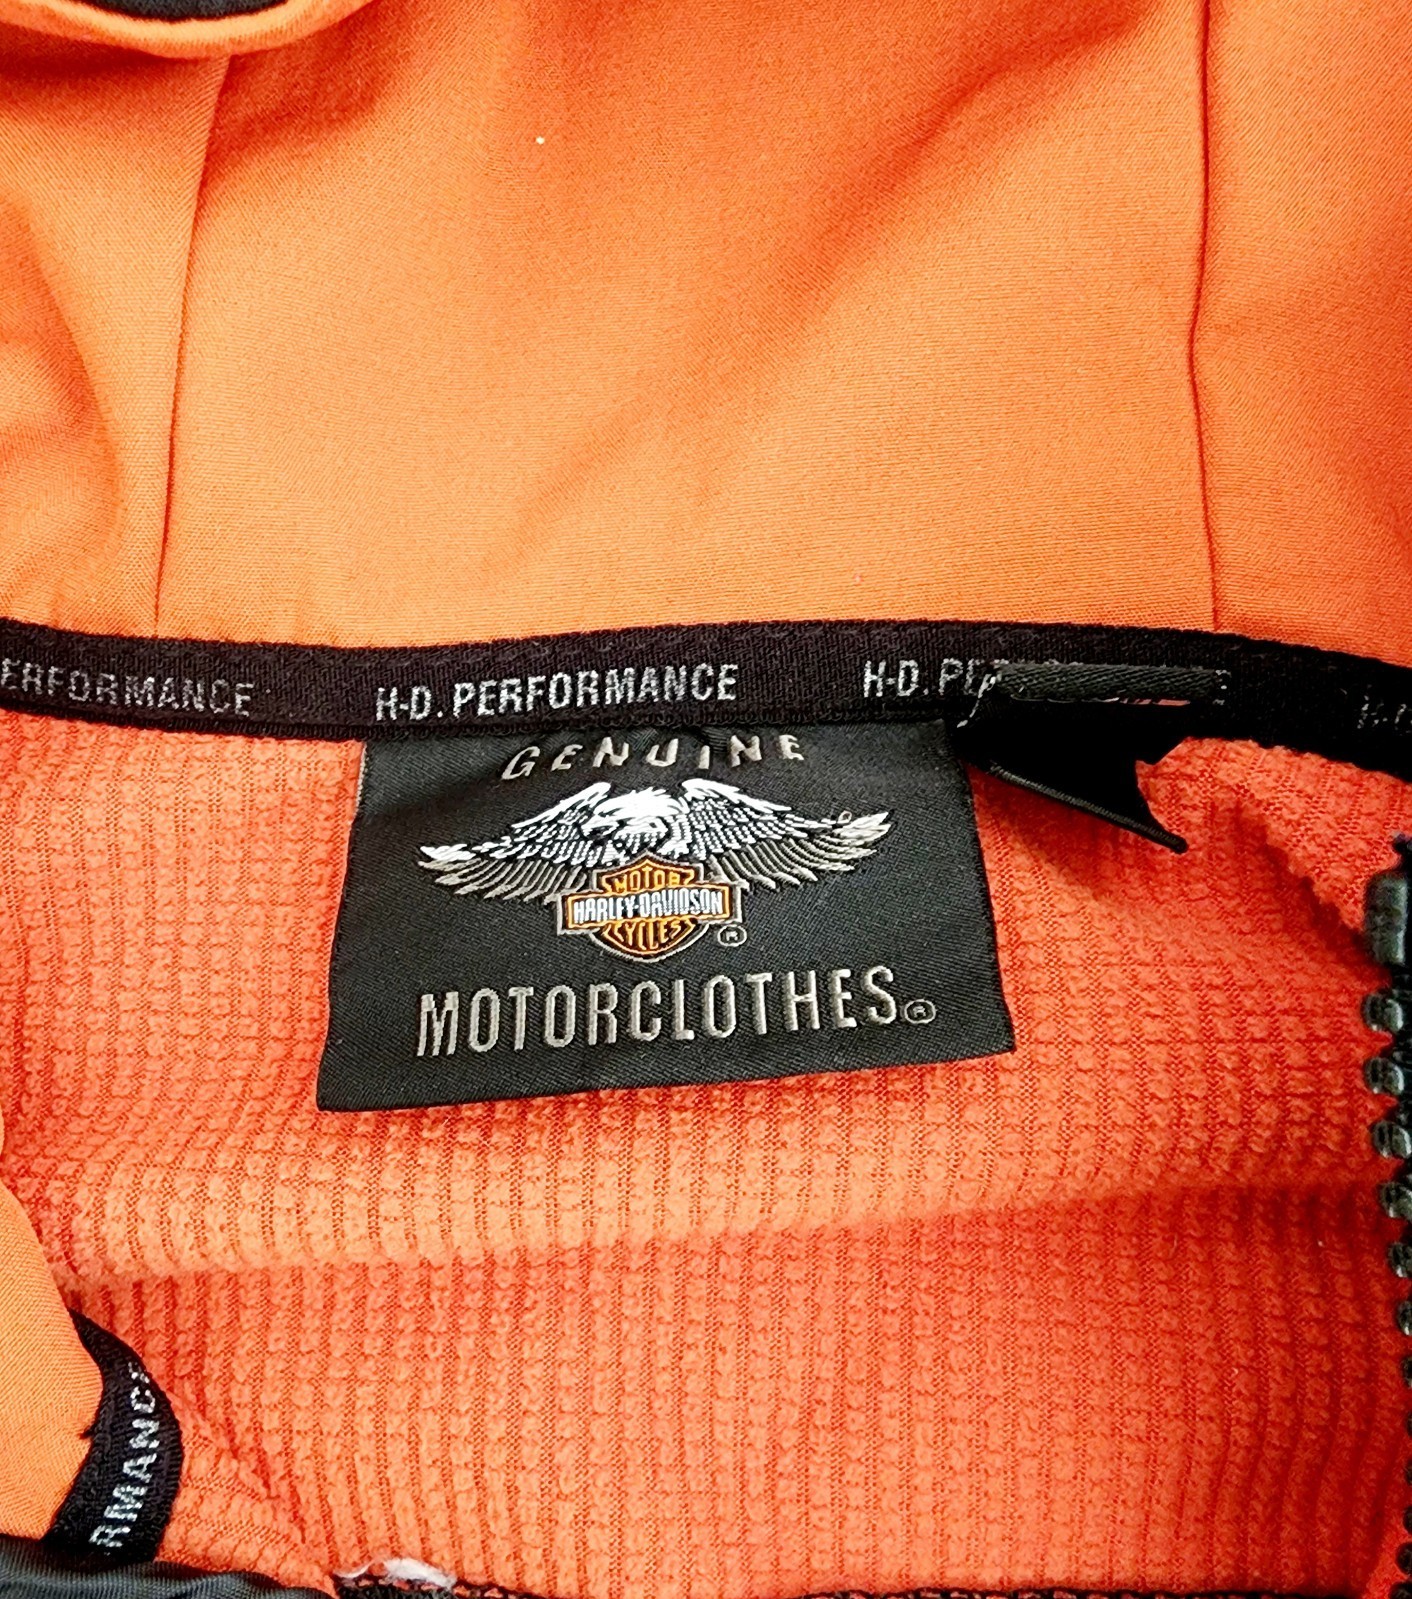 ERFORMANCE H-D. PERFORMANCE H-D. PE
GENUINE
MOTOR
HARLEY-DAVIDSON
CYCLES
®
MOTORCLOTHES®
RMANCE